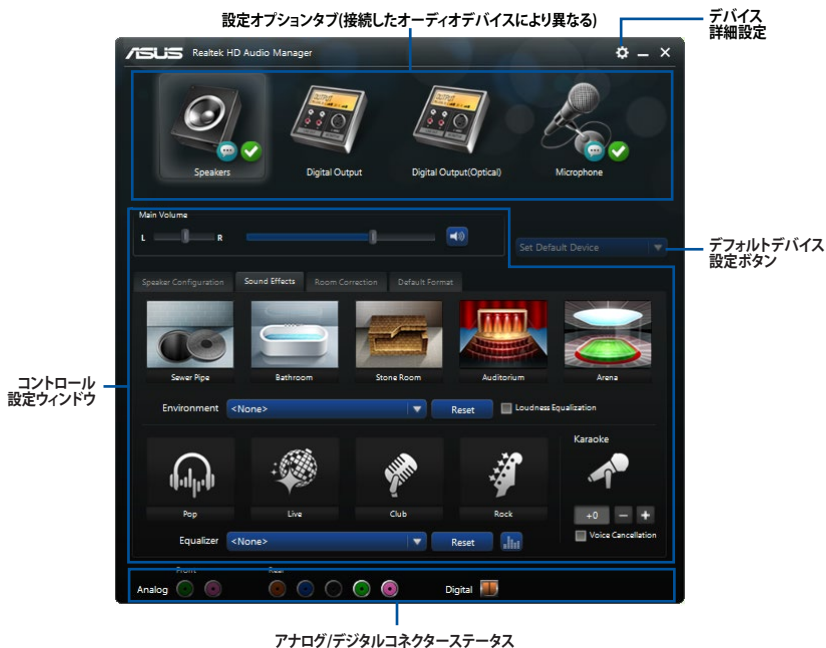 設定オプションタブ(接続したオーディオデバイスにより異なる)
デバイス
詳細設定
ASUS Realtek HD Audio Manager
OUTPUT
OUTPUT
Speakers
Digital Output
Digital Output(Optical)
Microphone
Main Volume
L
R
Set Default Device
デフォルトデバイス
設定ボタン
Speaker Configuration
Sound Effects
Room Correction
Default Format
Sewer Pipe
Bathroom
Stone Room
Auditorium
Arena
コントロール
設定ウィンドウ
Environment
<None>
Reset
Loudness Equalization
Karaoke
Pop
Live
Club
Rock
+0
Equalizer
<None>
Reset
Voice Cancellation
Front
Rear
Analog
Digital
アナログ/デジタルコネクターステータス